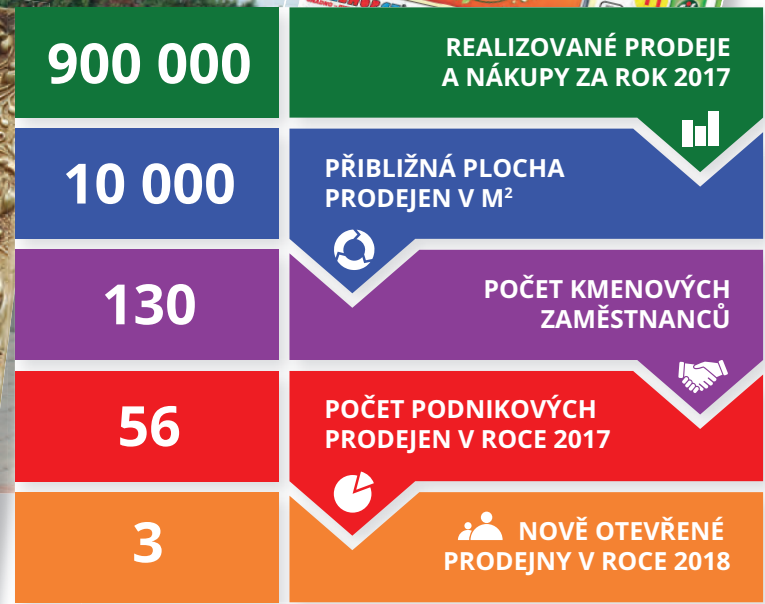 900 000
REALIZOVANÉ PRODEJE
A NÁKUPY ZA ROK 2017
10 000
PŘIBLIŽNÁ PLOCHA
PRODEJEN V M²
130
POČET KMENOVÝCH
ZAMĚSTNANCŮ
56
POČET PODNIKOVÝCH
PRODEJEN V ROCE 2017
3
NOVĚ OTEVŘENÉ
PRODEJNY V ROCE 2018